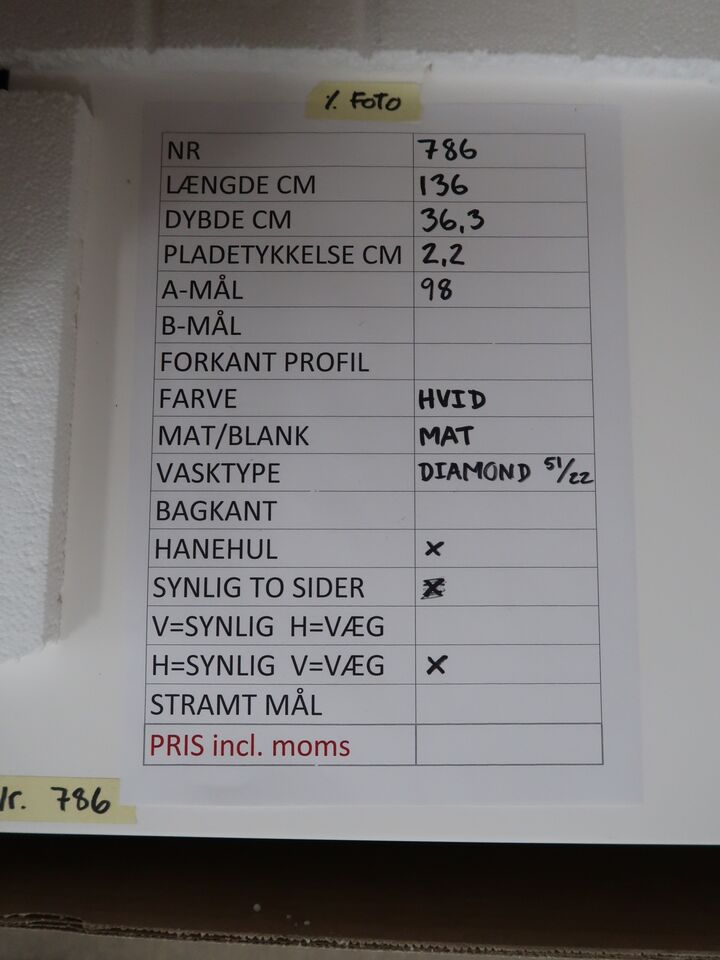 % FOTO
NR 786
LÆNGDE CM 136
DYBDE CM 36,3
PLADETYKKELSE CM 2,2
A-MÅL 98
B-MÅL
FORKANT PROFIL
FARVE HVID
MAT/BLANK MAT
VASKTYPE DIAMOND 51/22
BAGKANT
HANEHUL x
SYNLIG TO SIDER x
V=SYNLIG H=VÆG
H=SYNLIG V=VÆG x
STRAMT MÅL
PRIS incl. moms
Nr. 786